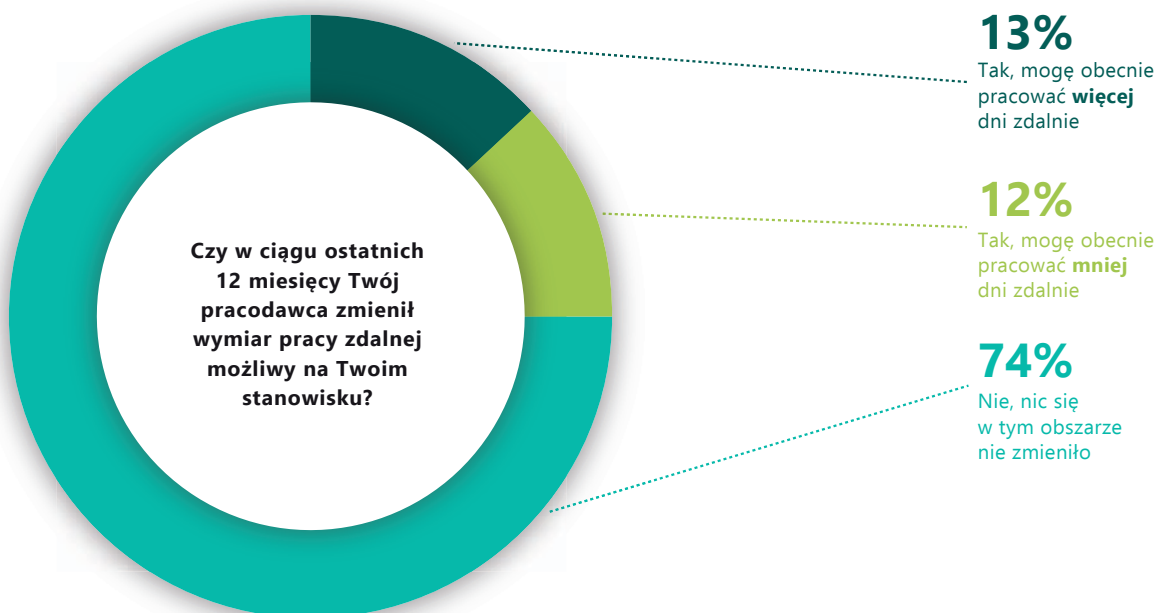 Czy w ciągu ostatnich
12 miesięcy Twój
pracodawca zmienił
wymiar pracy zdalnej
możliwy na Twoim
stanowisku?
13%
Tak, mogę obecnie
pracować więcej
dni zdalnie
12%
Tak, mogę obecnie
pracować mniej
dni zdalnie
74%
Nie, nic się
w tym obszarze
nie zmieniło